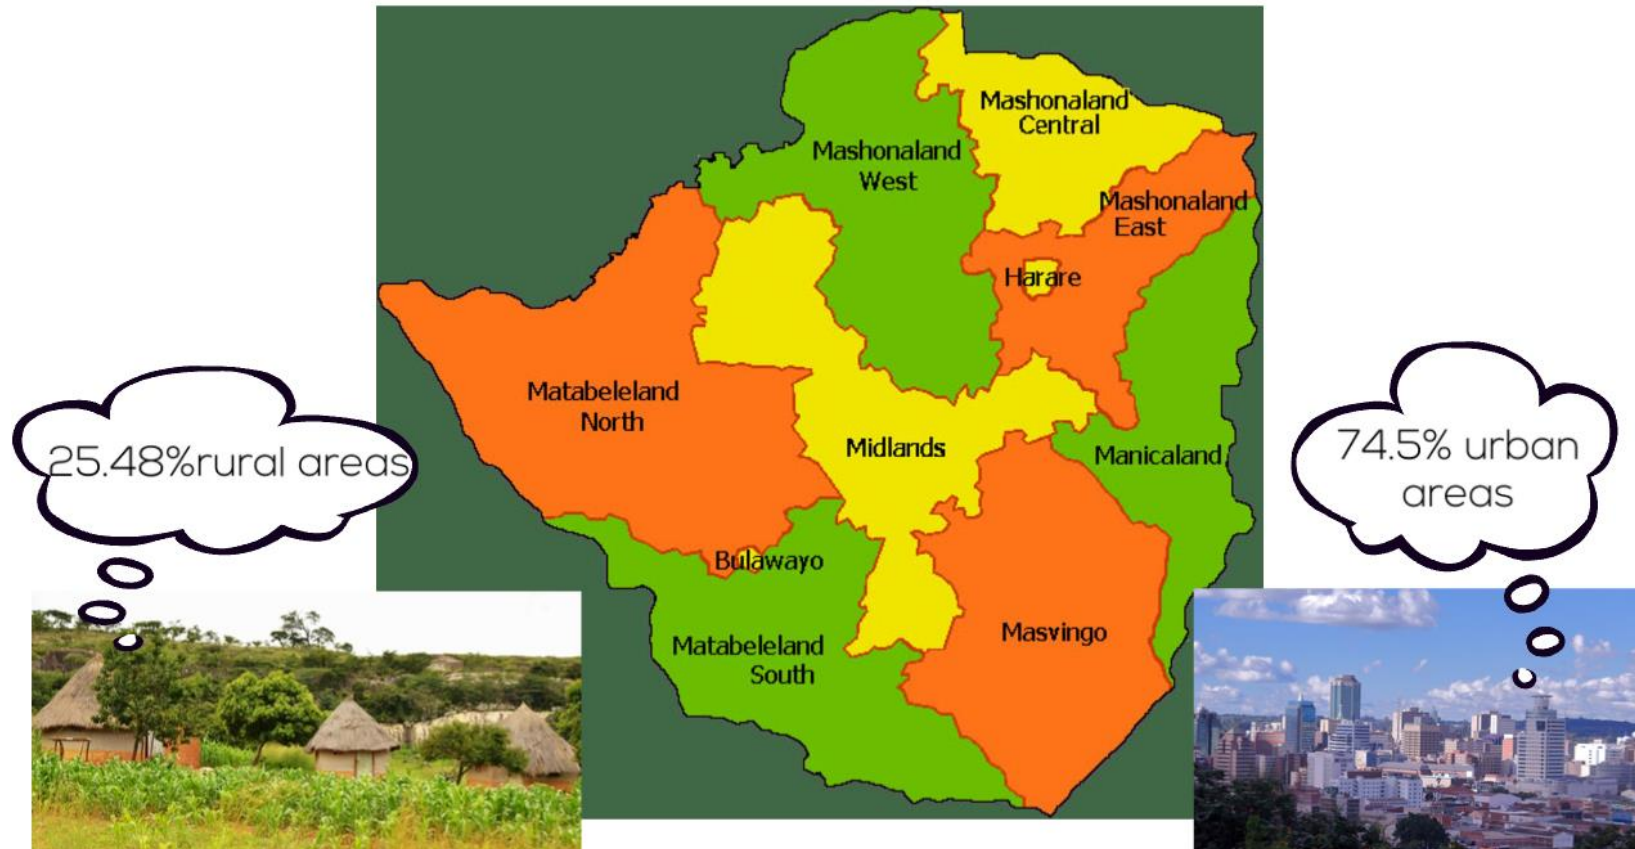 Mashonaland
Central
Mashonaland
West
Mashonaland
East
Harare
Matabeleland
North
Midlands
Manicaland
25.48%rural areas
74.5% urban
areas
Bulawayo
Masvingo
Matabeleland
South